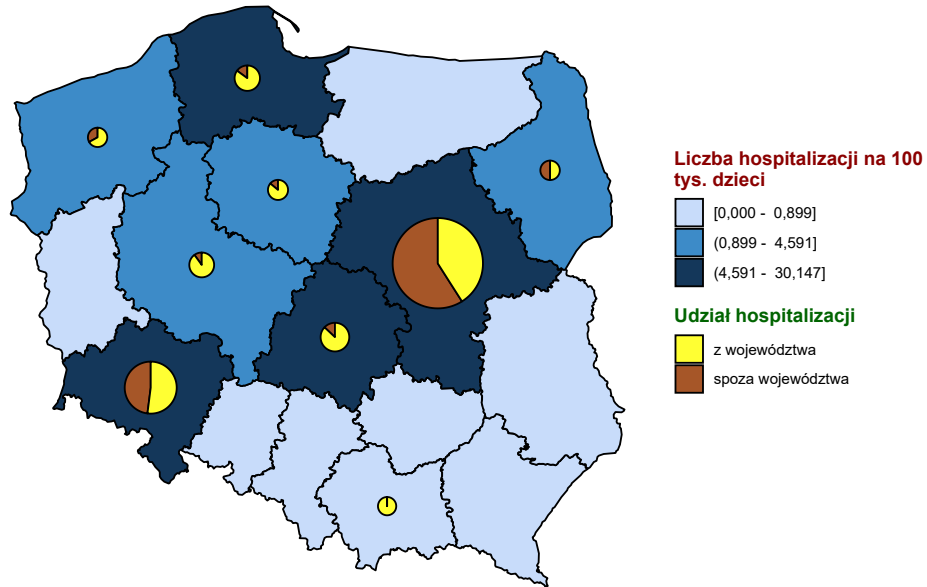 Liczba hospitalizacji na 100
tys. dzieci
[0,000 - 0,899]
(0,899 - 4,591]
(4,591 - 30,147]
Udział hospitalizacji
z województwa
spoza województwa